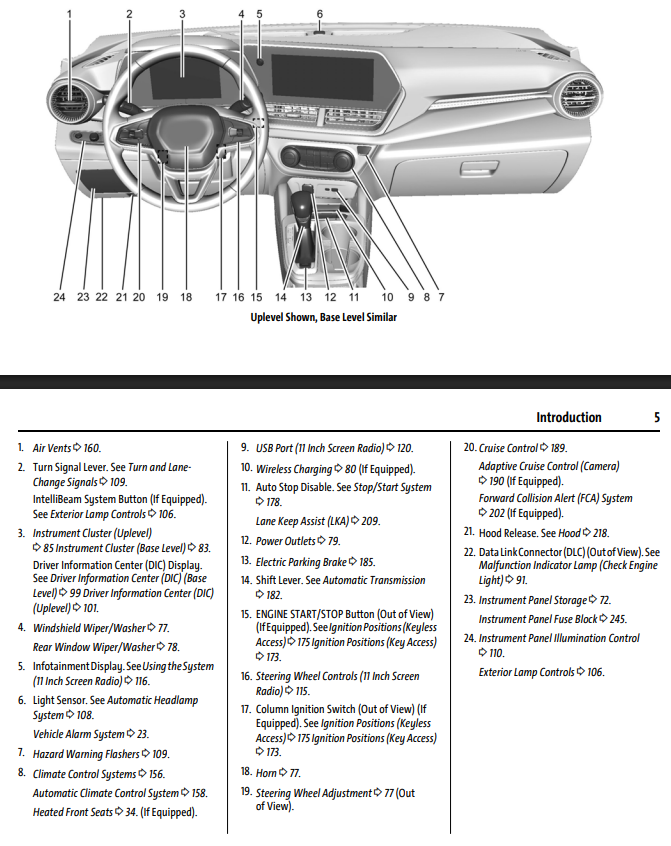 1 2 3 4 5 6
24 23 22 21 20 19 18 17 16 15 14 13 12 11 10 9 8 7
Uplevel Shown, Base Level Similar
Introduction 5
1. Air Vents ➪ 160.
2. Turn Signal Lever. See Turn and Lane-
Change Signals ➪ 109.
IntelliBeam System Button (If Equipped).
See Exterior Lamp Controls ➪ 106.
3. Instrument Cluster (Uplevel)
➪ 85 Instrument Cluster (Base Level) ➪ 83.
Driver Information Center (DIC) Display.
See Driver Information Center (DIC) (Base
Level) ➪ 99 Driver Information Center (DIC)
(Uplevel) ➪ 101.
4. Windshield Wiper/Washer ➪ 77.
Rear Window Wiper/Washer ➪ 78.
5. Infotainment Display. See Using the System
(11 Inch Screen Radio) ➪ 116.
6. Light Sensor. See Automatic Headlamp
System ➪ 108.
Vehicle Alarm System ➪ 23.
7. Hazard Warning Flashers ➪ 109.
8. Climate Control Systems ➪ 156.
Automatic Climate Control System ➪ 158.
Heated Front Seats ➪ 34. (If Equipped).
9. USB Port (11 Inch Screen Radio) ➪ 120.
10. Wireless Charging ➪ 80 (If Equipped).
11. Auto Stop Disable. See Stop/Start System
➪ 178.
Lane Keep Assist (LKA) ➪ 209.
12. Power Outlets ➪ 79.
13. Electric Parking Brake ➪ 185.
14. Shift Lever. See Automatic Transmission
➪ 182.
15. ENGINE START/STOP Button (Out of View)
(If Equipped). See Ignition Positions (Keyless
Access) ➪ 175 Ignition Positions (Key Access)
➪ 173.
16. Steering Wheel Controls (11 Inch Screen
Radio) ➪ 115.
17. Column Ignition Switch (Out of View) (If
Equipped). See Ignition Positions (Keyless
Access) ➪ 175 Ignition Positions (Key Access)
➪ 173.
18. Horn ➪ 77.
19. Steering Wheel Adjustment ➪ 77 (Out
of View).
20. Cruise Control ➪ 189.
Adaptive Cruise Control (Camera)
➪ 190 (If Equipped).
Forward Collision Alert (FCA) System
➪ 202 (If Equipped).
21. Hood Release. See Hood ➪ 218.
22. Data Link Connector (DLC) (Out of View). See
Malfunction Indicator Lamp (Check Engine
Light) ➪ 91.
23. Instrument Panel Storage ➪ 72.
Instrument Panel Fuse Block ➪ 245.
24. Instrument Panel Illumination Control
➪ 110.
Exterior Lamp Controls ➪ 106.